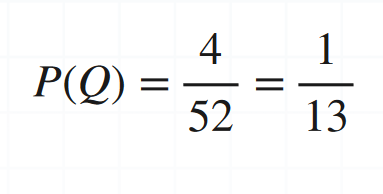 P(Q) = 4/52 = 1/13